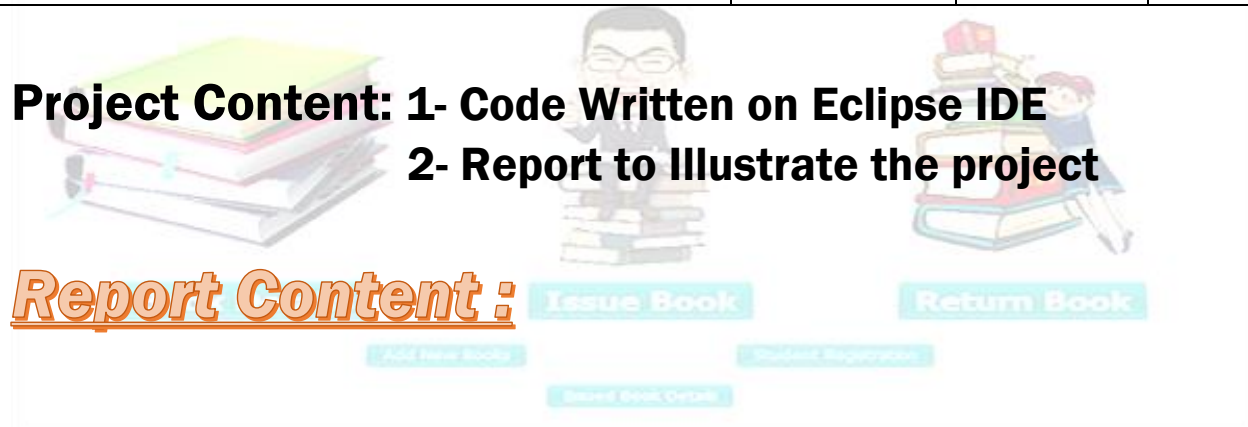 Project Content: 1- Code Written on Eclipse IDE
2- Report to Illustrate the project
Report Content :
Issue Book
Return Book
Add New Books
Student Registration
Issued Book Details